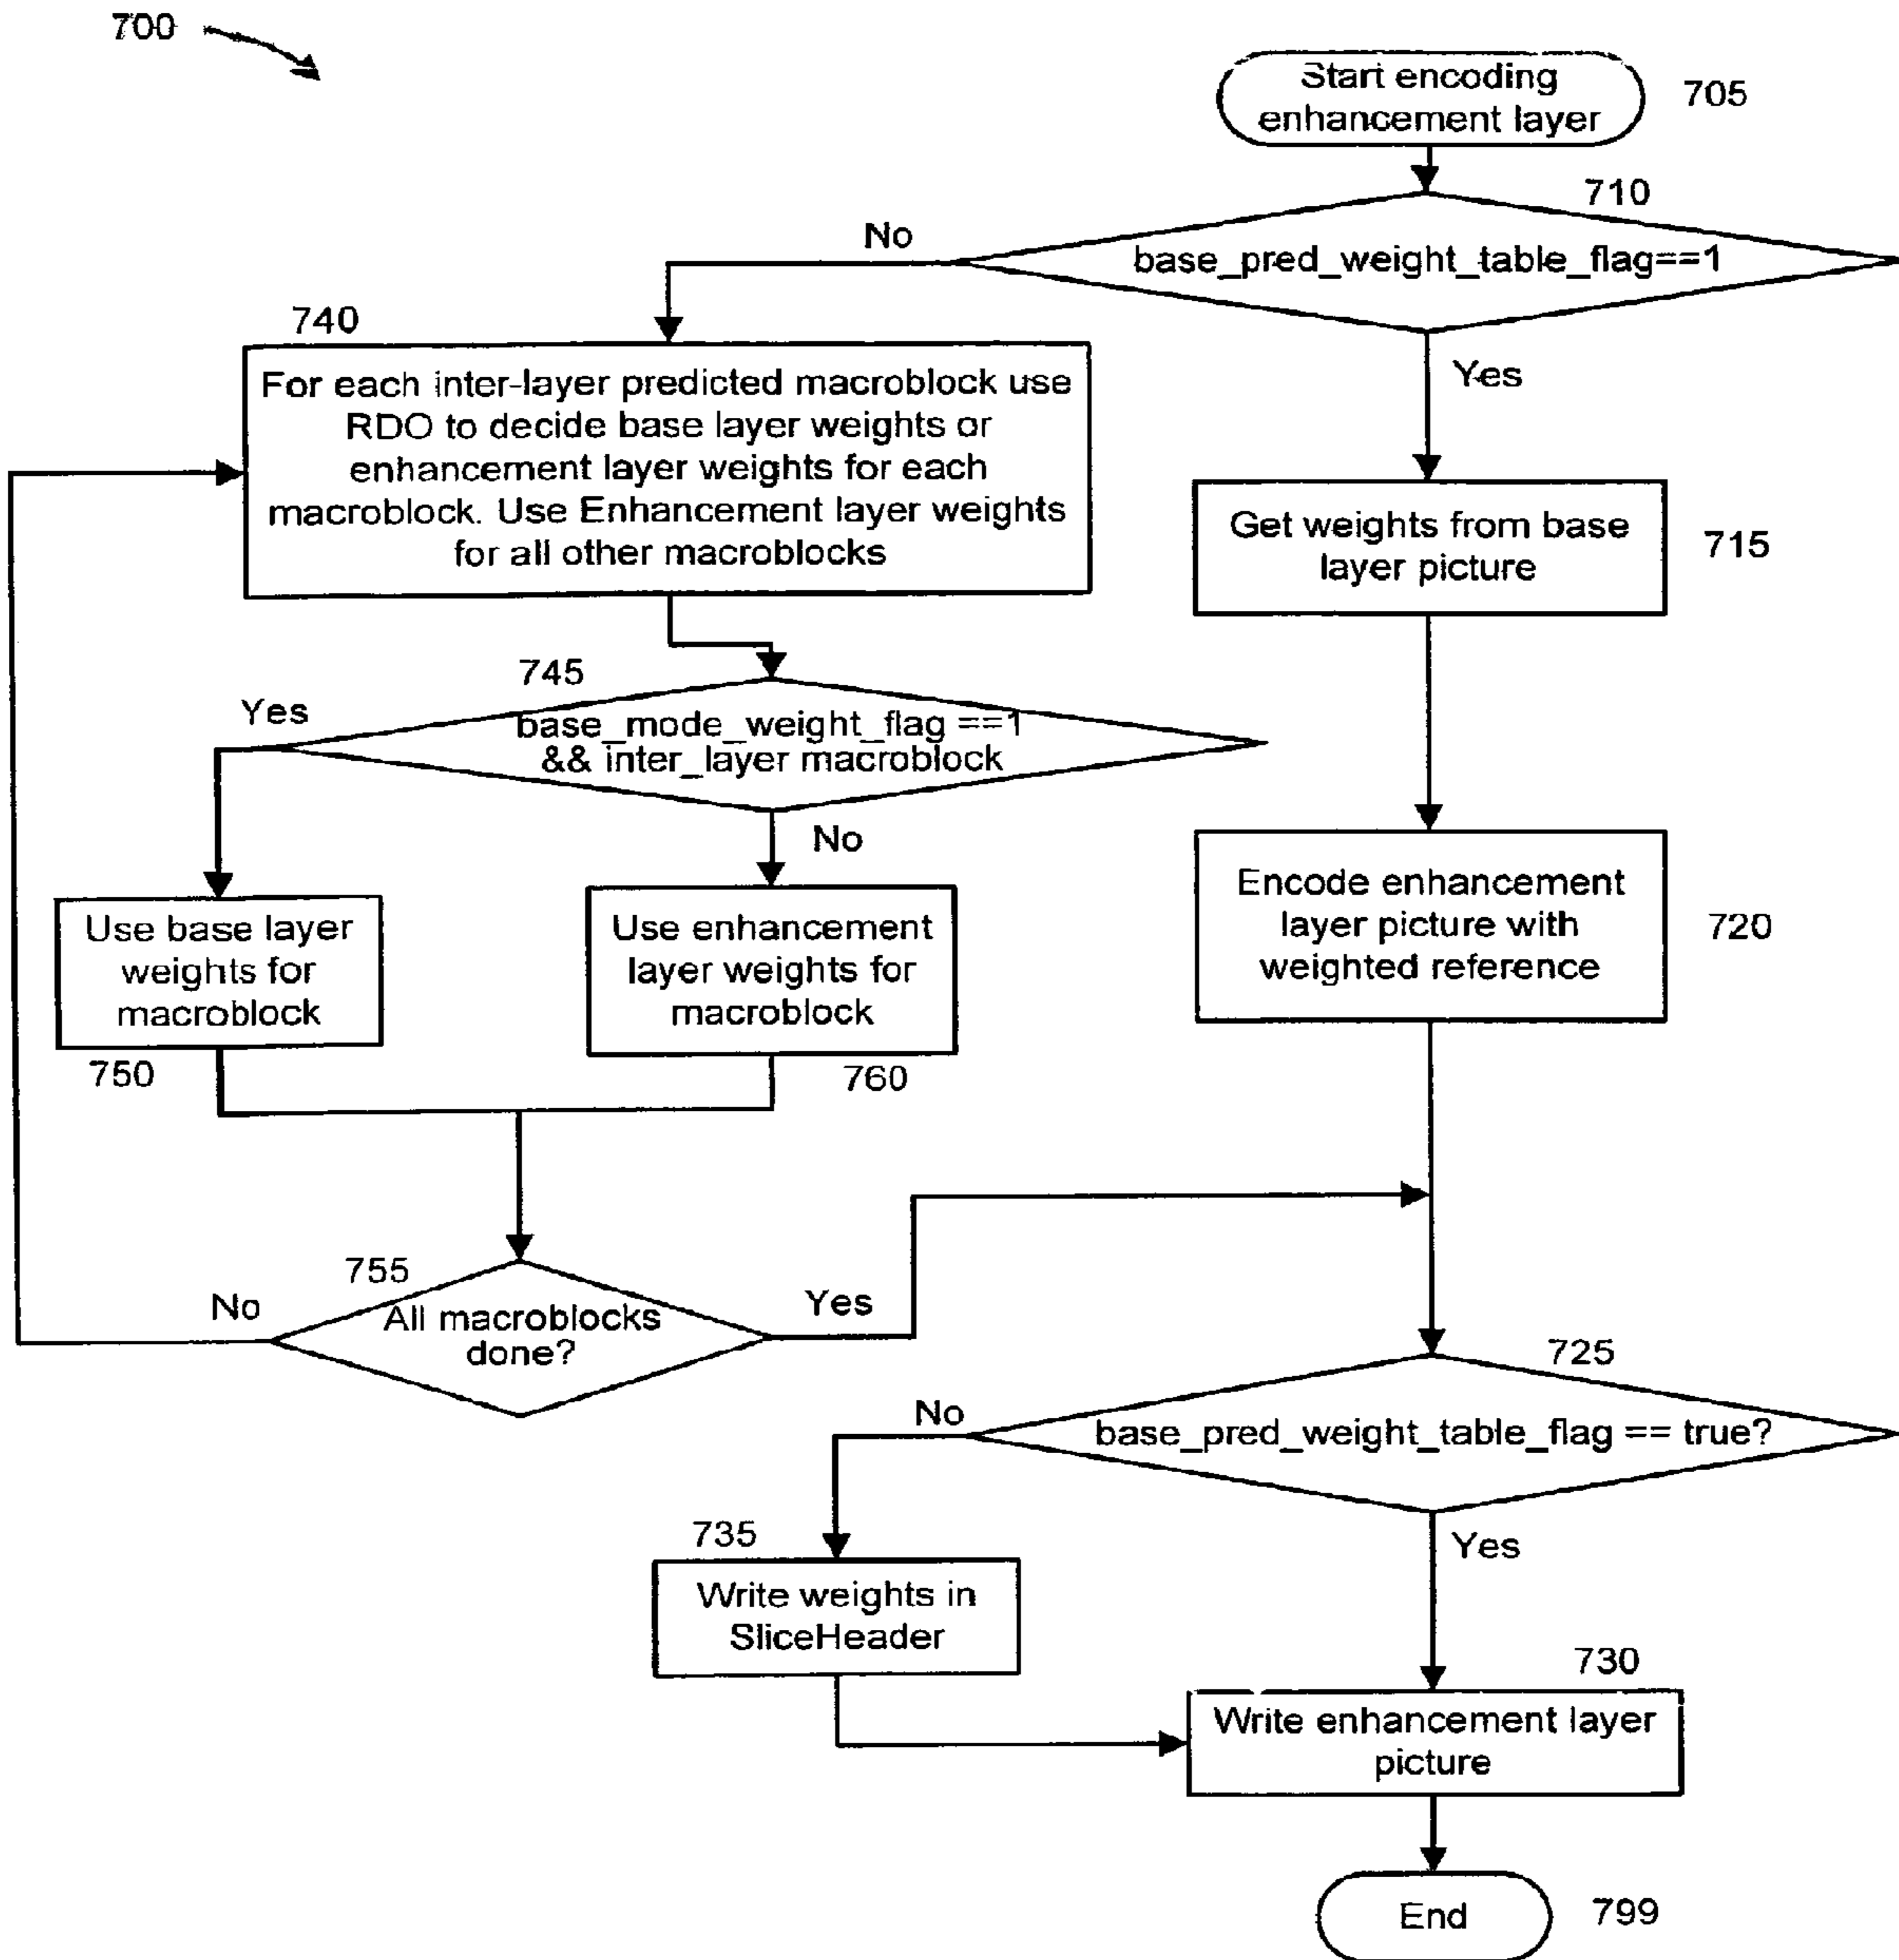 700
Start encoding
enhancement layer
705
710
No
base_pred_weight_table_flag==1
Yes
740
For each inter-layer predicted macroblock use
RDO to decide base layer weights or
enhancement layer weights for each
macroblock. Use Enhancement layer weights
for all other macroblocks
Get weights from base
layer picture
715
745
Yes
base_mode_weight_flag ==1
&& inter_layer macroblock
No
Use base layer
weights for
macroblock
750
Use enhancement
layer weights for
macroblock
760
Encode enhancement
layer picture with
weighted reference
720
755
No
All macroblocks
done?
Yes
725
No
base_pred_weight_table_flag == true?
Yes
735
Write weights in
SliceHeader
730
Write enhancement layer
picture
End
799